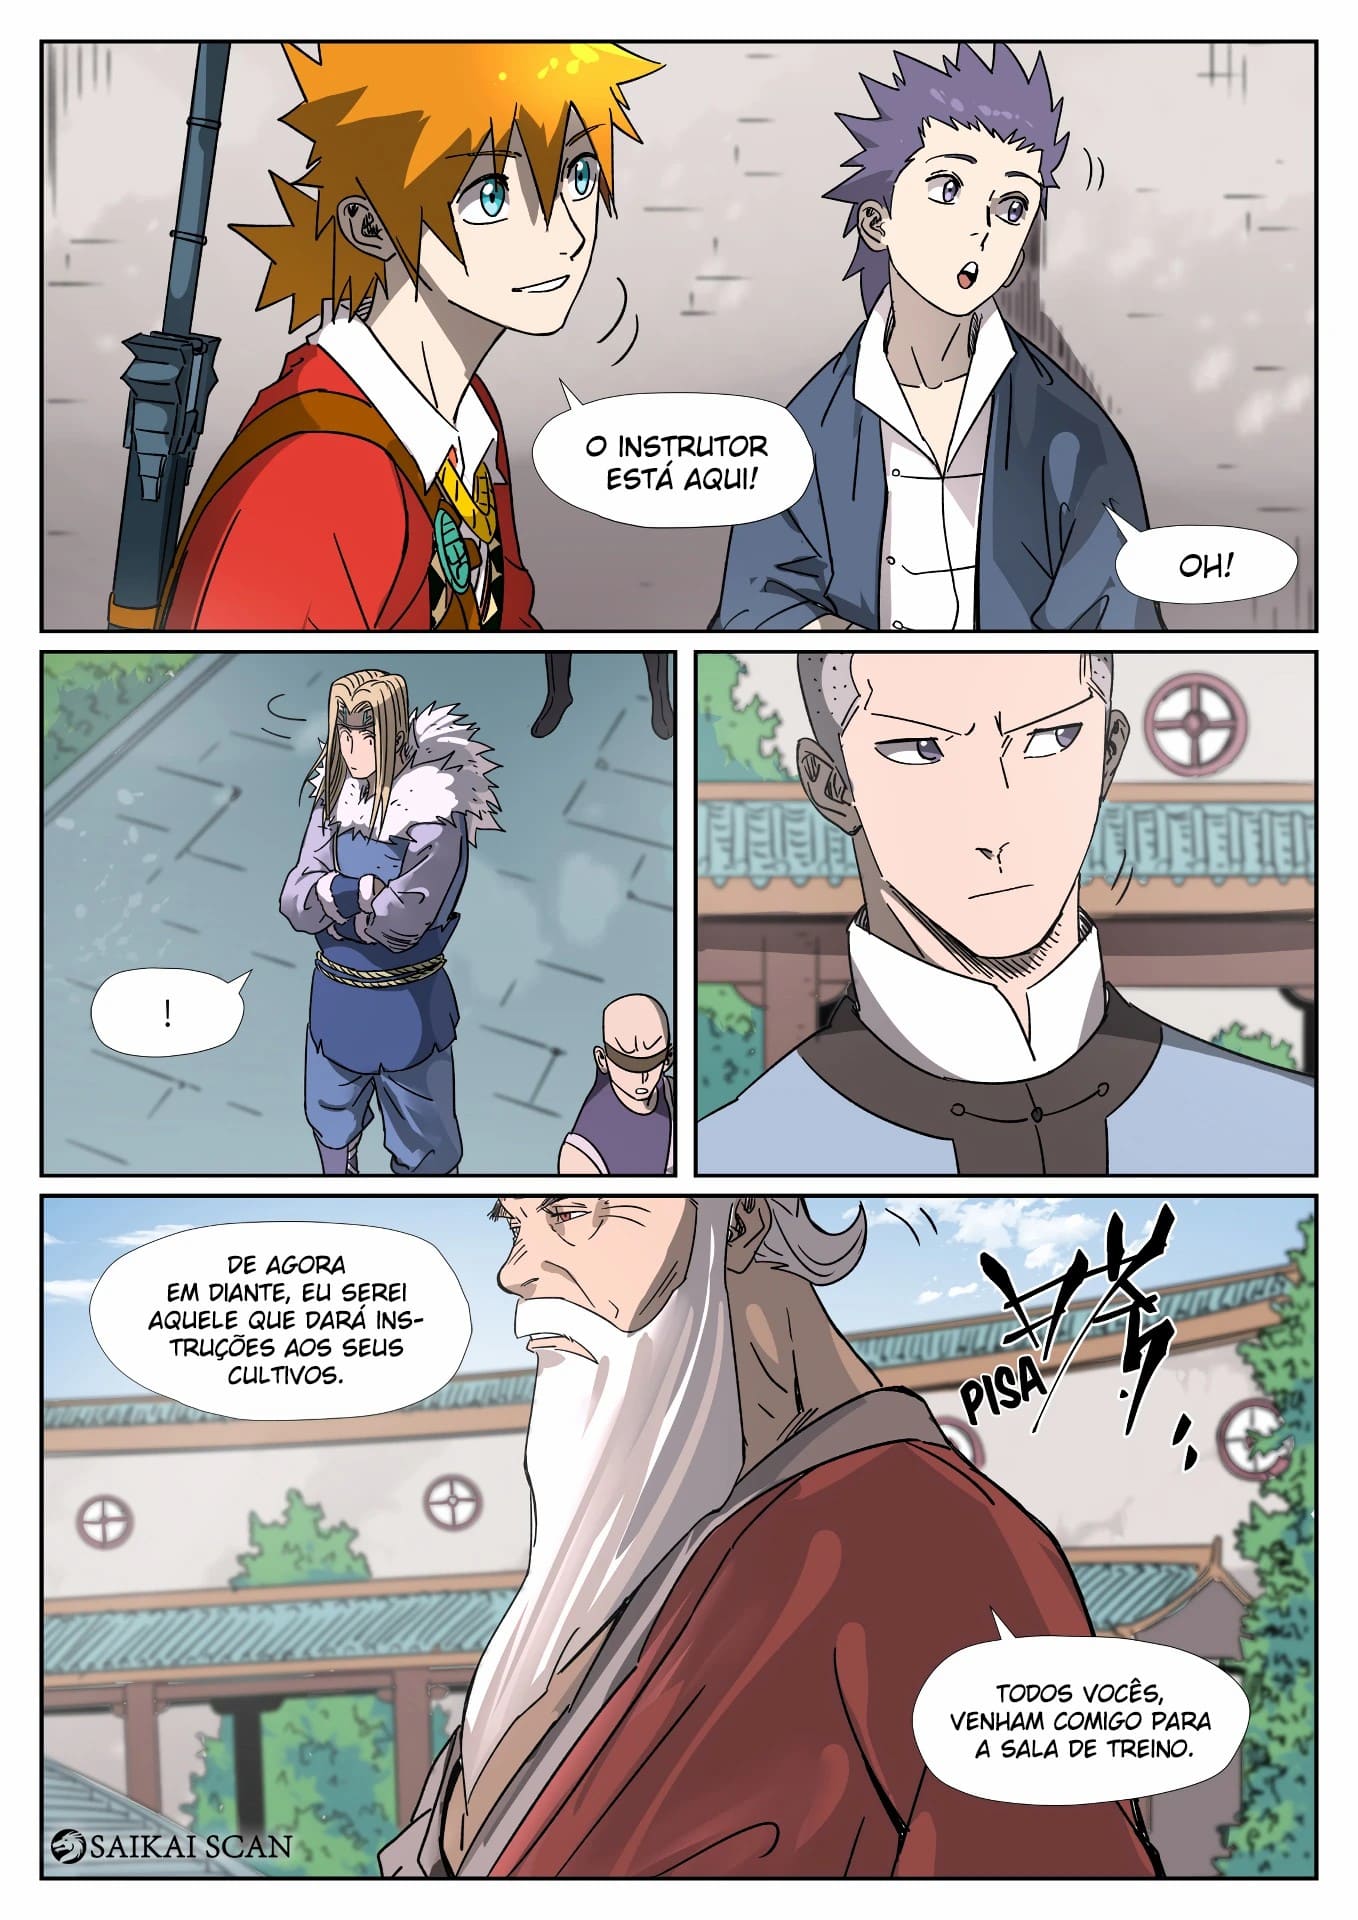 O INSTRUTOR
ESTÁ AQUI!
OH!
!
DE AGORA
EM DIANTE, EU SEREI
AQUELE QUE DARÁ INS-
TRUÇÕES AOS SEUS
CULTIVOS.
PISA
TODOS VOCÊS,
VENHAM COMIGO PARA
A SALA DE TREINO.
SAIKAI SCAN